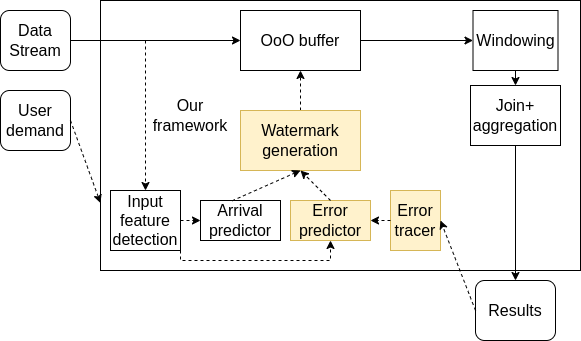 Data
Stream
OoO buffer
Windowing
User
demand
Our
framework
Join+
aggregation
Watermark
generation
Input
feature
detection
Arrival
predictor
Error
predictor
Error
tracer
Results